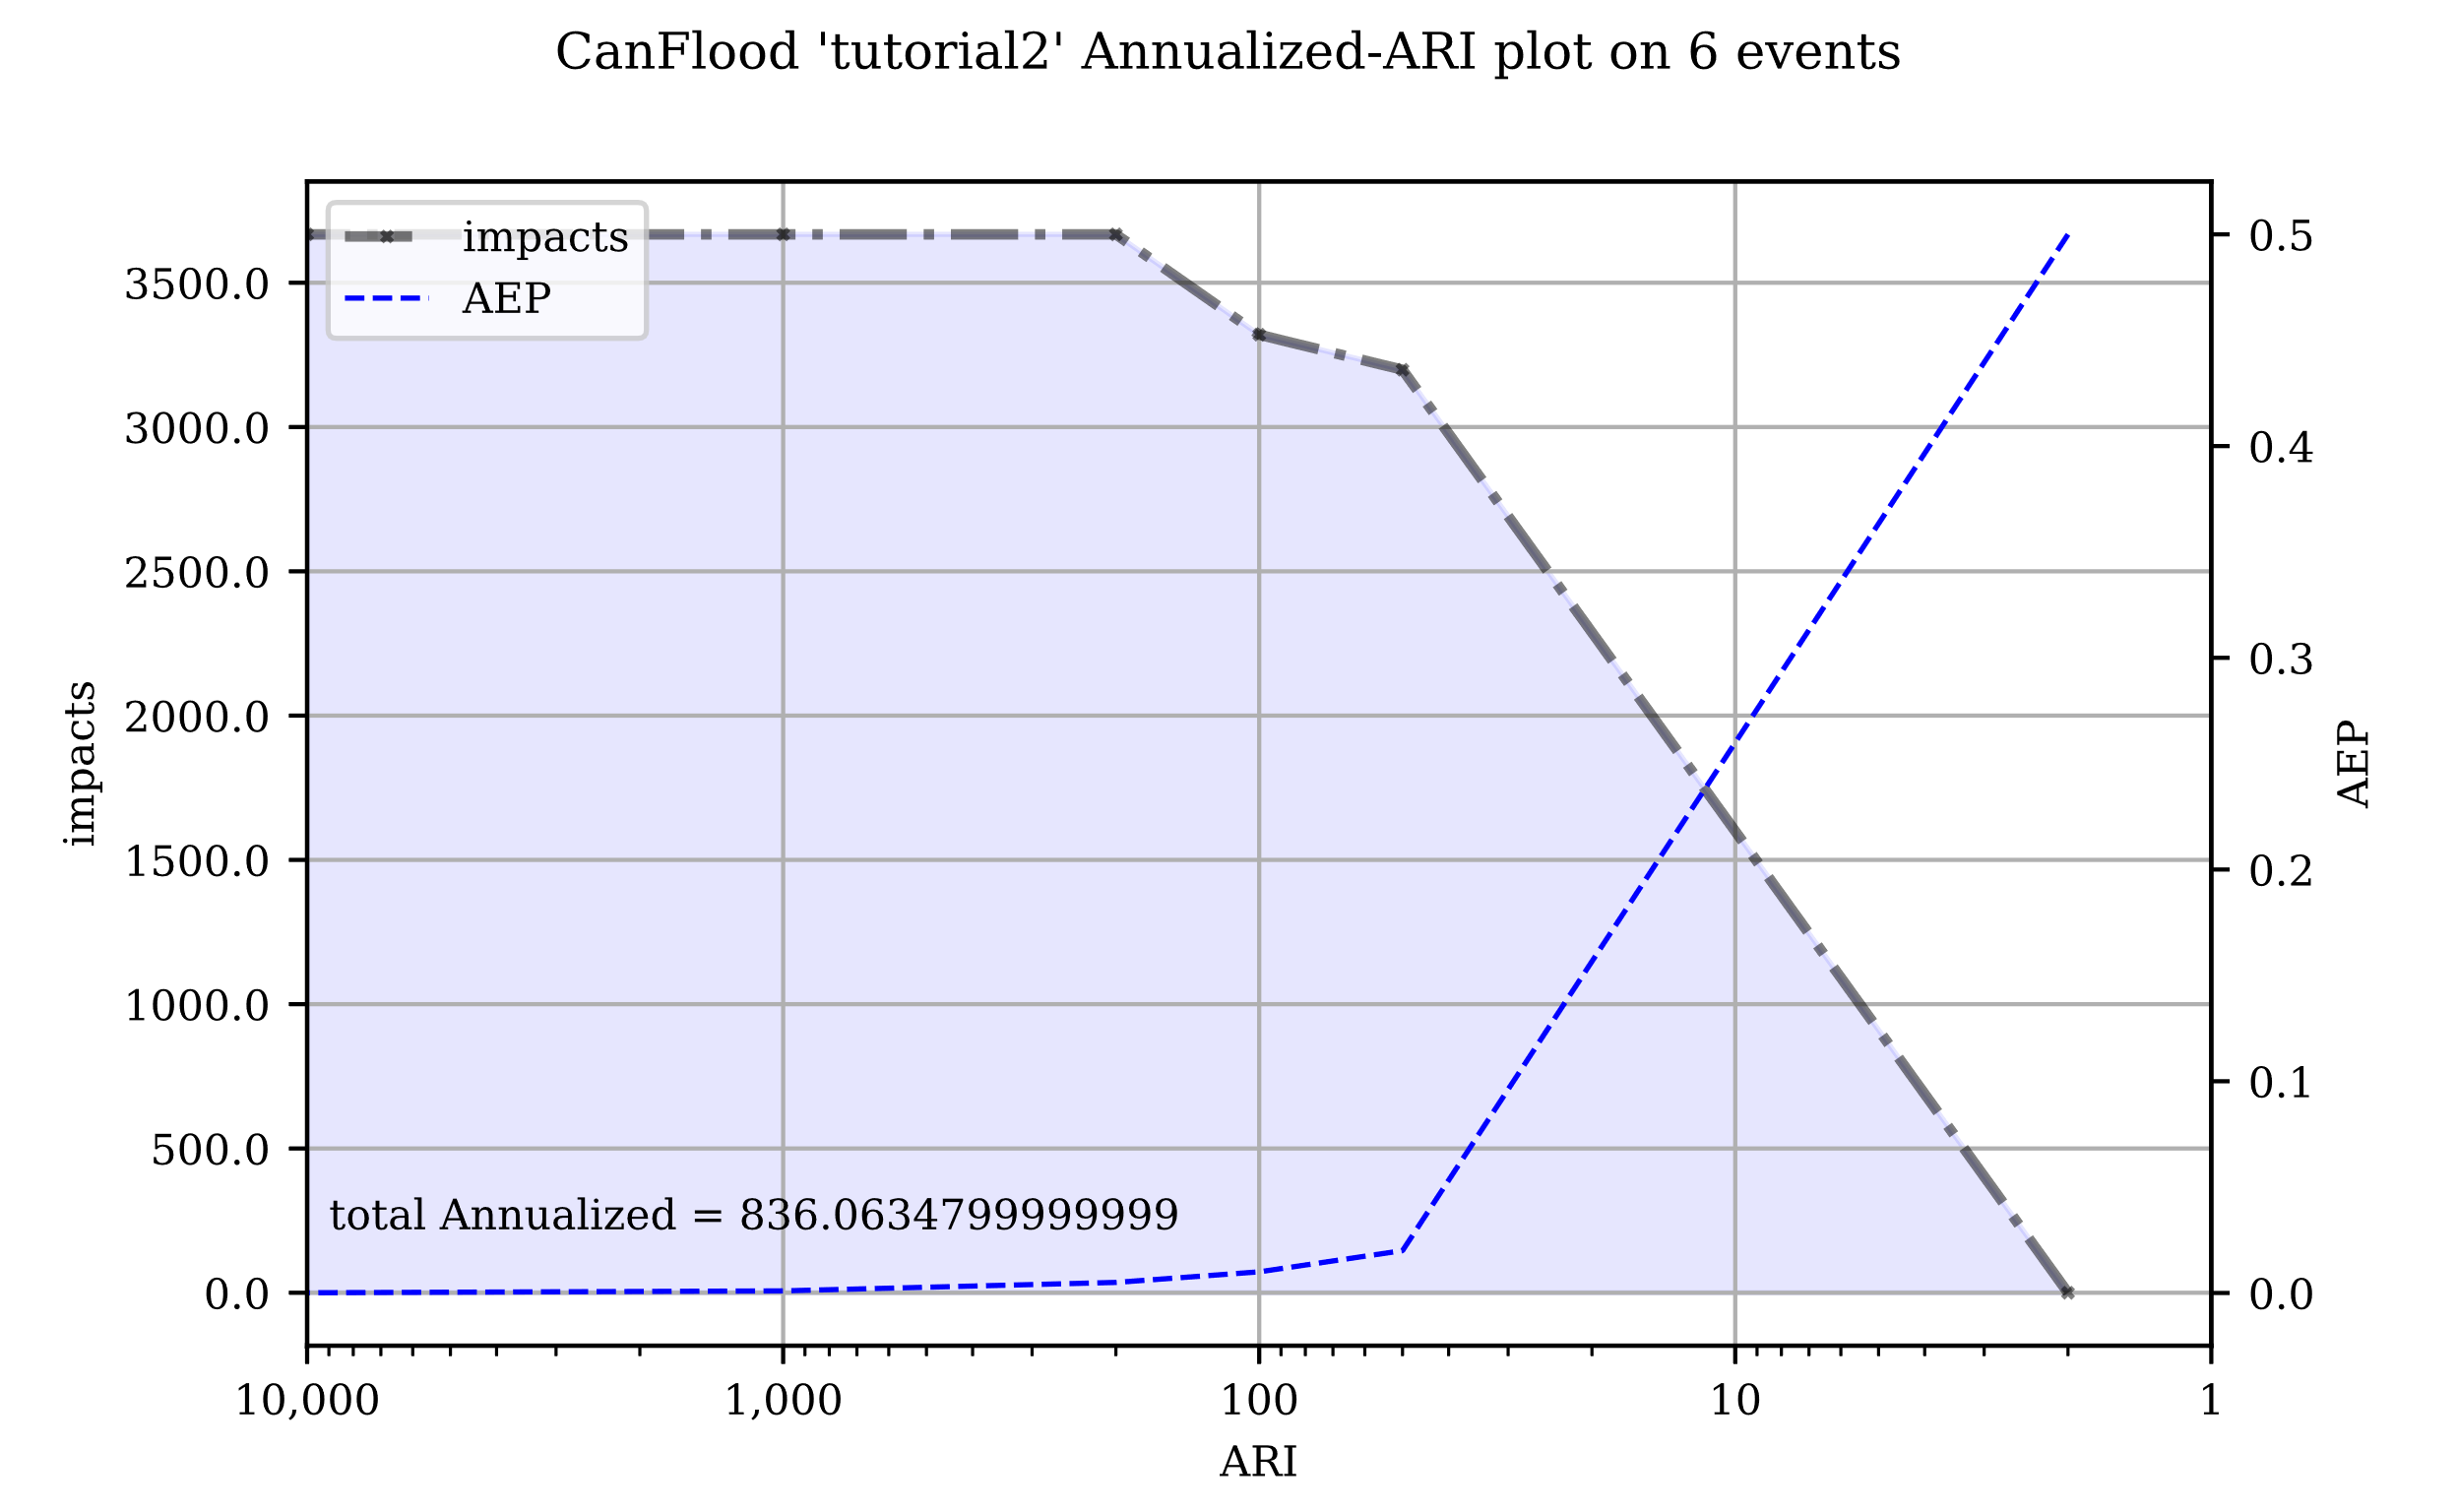 CanFlood 'tutorial2' Annualized-ARI plot on 6 events
impacts
AEP
3500.0
3000.0
2500.0
2000.0
1500.0
1000.0
500.0
0.0
impacts
0.5
0.4
0.3
0.2
0.1
0.0
AEP
total Annualized = 836.0634799999999
10,000
1,000
100
10
1
ARI